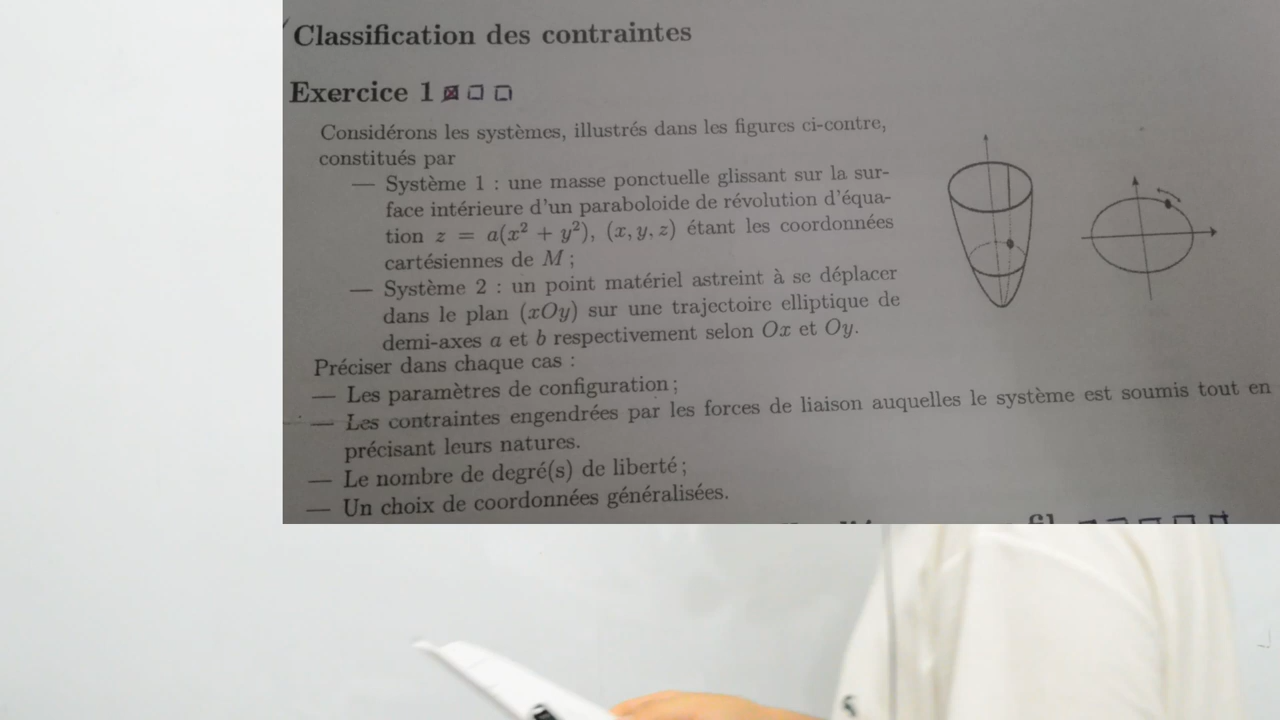 Classification des contraintes
Exercice 1
Considérons les systèmes, illustrés dans les figures ci-contre,
constitués par
— Système 1 : une masse ponctuelle glissant sur la sur-
face intérieure d'un paraboloide de révolution d'équa-
tion z = a(x² + y²), (x, y, z) étant les coordonnées
cartésiennes de M ;
— Système 2 : un point matériel astreint à se déplacer
dans le plan (xOy) sur une trajectoire elliptique de
demi-axes a et b respectivement selon Ox et Oy.
Préciser dans chaque cas :
— Les paramètres de configuration ;
— Les contraintes engendrées par les forces de liaison auquelles le système est soumis tout en
précisant leurs natures.
— Le nombre de degré(s) de liberté ;
— Un choix de coordonnées généralisées.